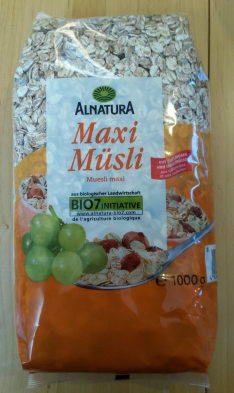 ALNATURA
Maxi
Müsli
Muesli maxi
aus biologischer Landwirtschaft
BIO7 INITIATIVE
www.alnatura-bio7.com
de l'agriculture biologique
1000 g